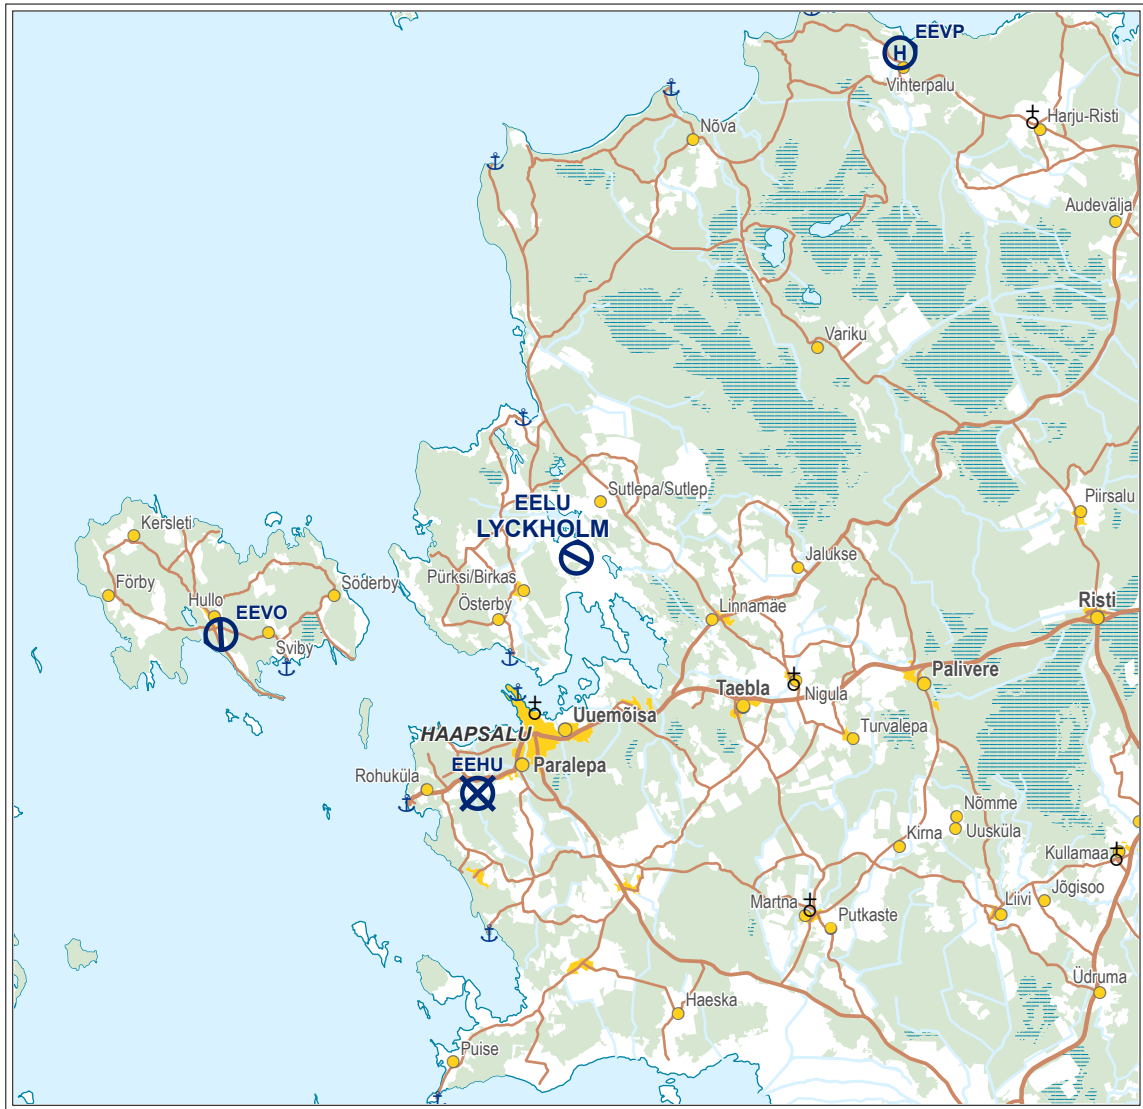 EEVP
H
Vihterpalu
Harju-Risti
Nõva
Audevälja
Variku
Sutlepa/Sutlep
EELU
LYCKHOLM
Piirsalu
Kersleti
Jalukse
Förby
Söderby
Pürksi/Birkas
Hullo
EEVO
Österby
Linnamäe
Risti
Sviby
Palivere
Taebla
Nigula
Uuemõisa
HAAPSALU
Turvalepa
EEHU
Paralepa
Rohuküla
Nõmme
Uusküla
Kirna
Kullamaa
Martna
Jõgisoo
Liivi
Putkaste
Üdruma
Haeska
Puise